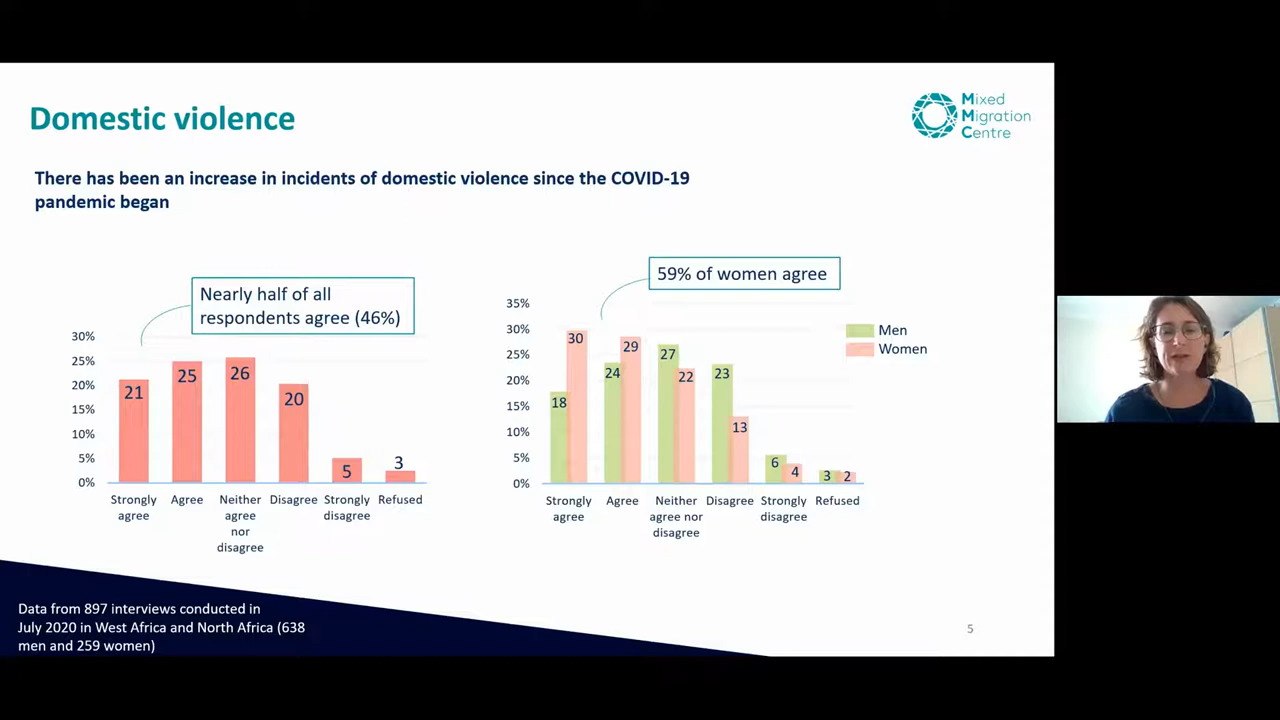 Domestic violence
Mixed
Migration
Centre
There has been an increase in incidents of domestic violence since the COVID-19
pandemic began
Nearly half of all
respondents agree (46%)
30%
25%
20%
15%
10%
5%
0%
21
25
26
20
5
3
Strongly
agree
Agree
Neither
agree
nor
disagree
Disagree
Strongly
disagree
Refused
59% of women agree
35%
30%
25%
20%
15%
10%
5%
0%
18
30
24
29
27
22
23
13
6
4
3
2
Men
Women
Strongly
agree
Agree
Neither
agree nor
disagree
Disagree
Strongly
disagree
Refused
Data from 897 interviews conducted in
July 2020 in West Africa and North Africa (638
men and 259 women)
5